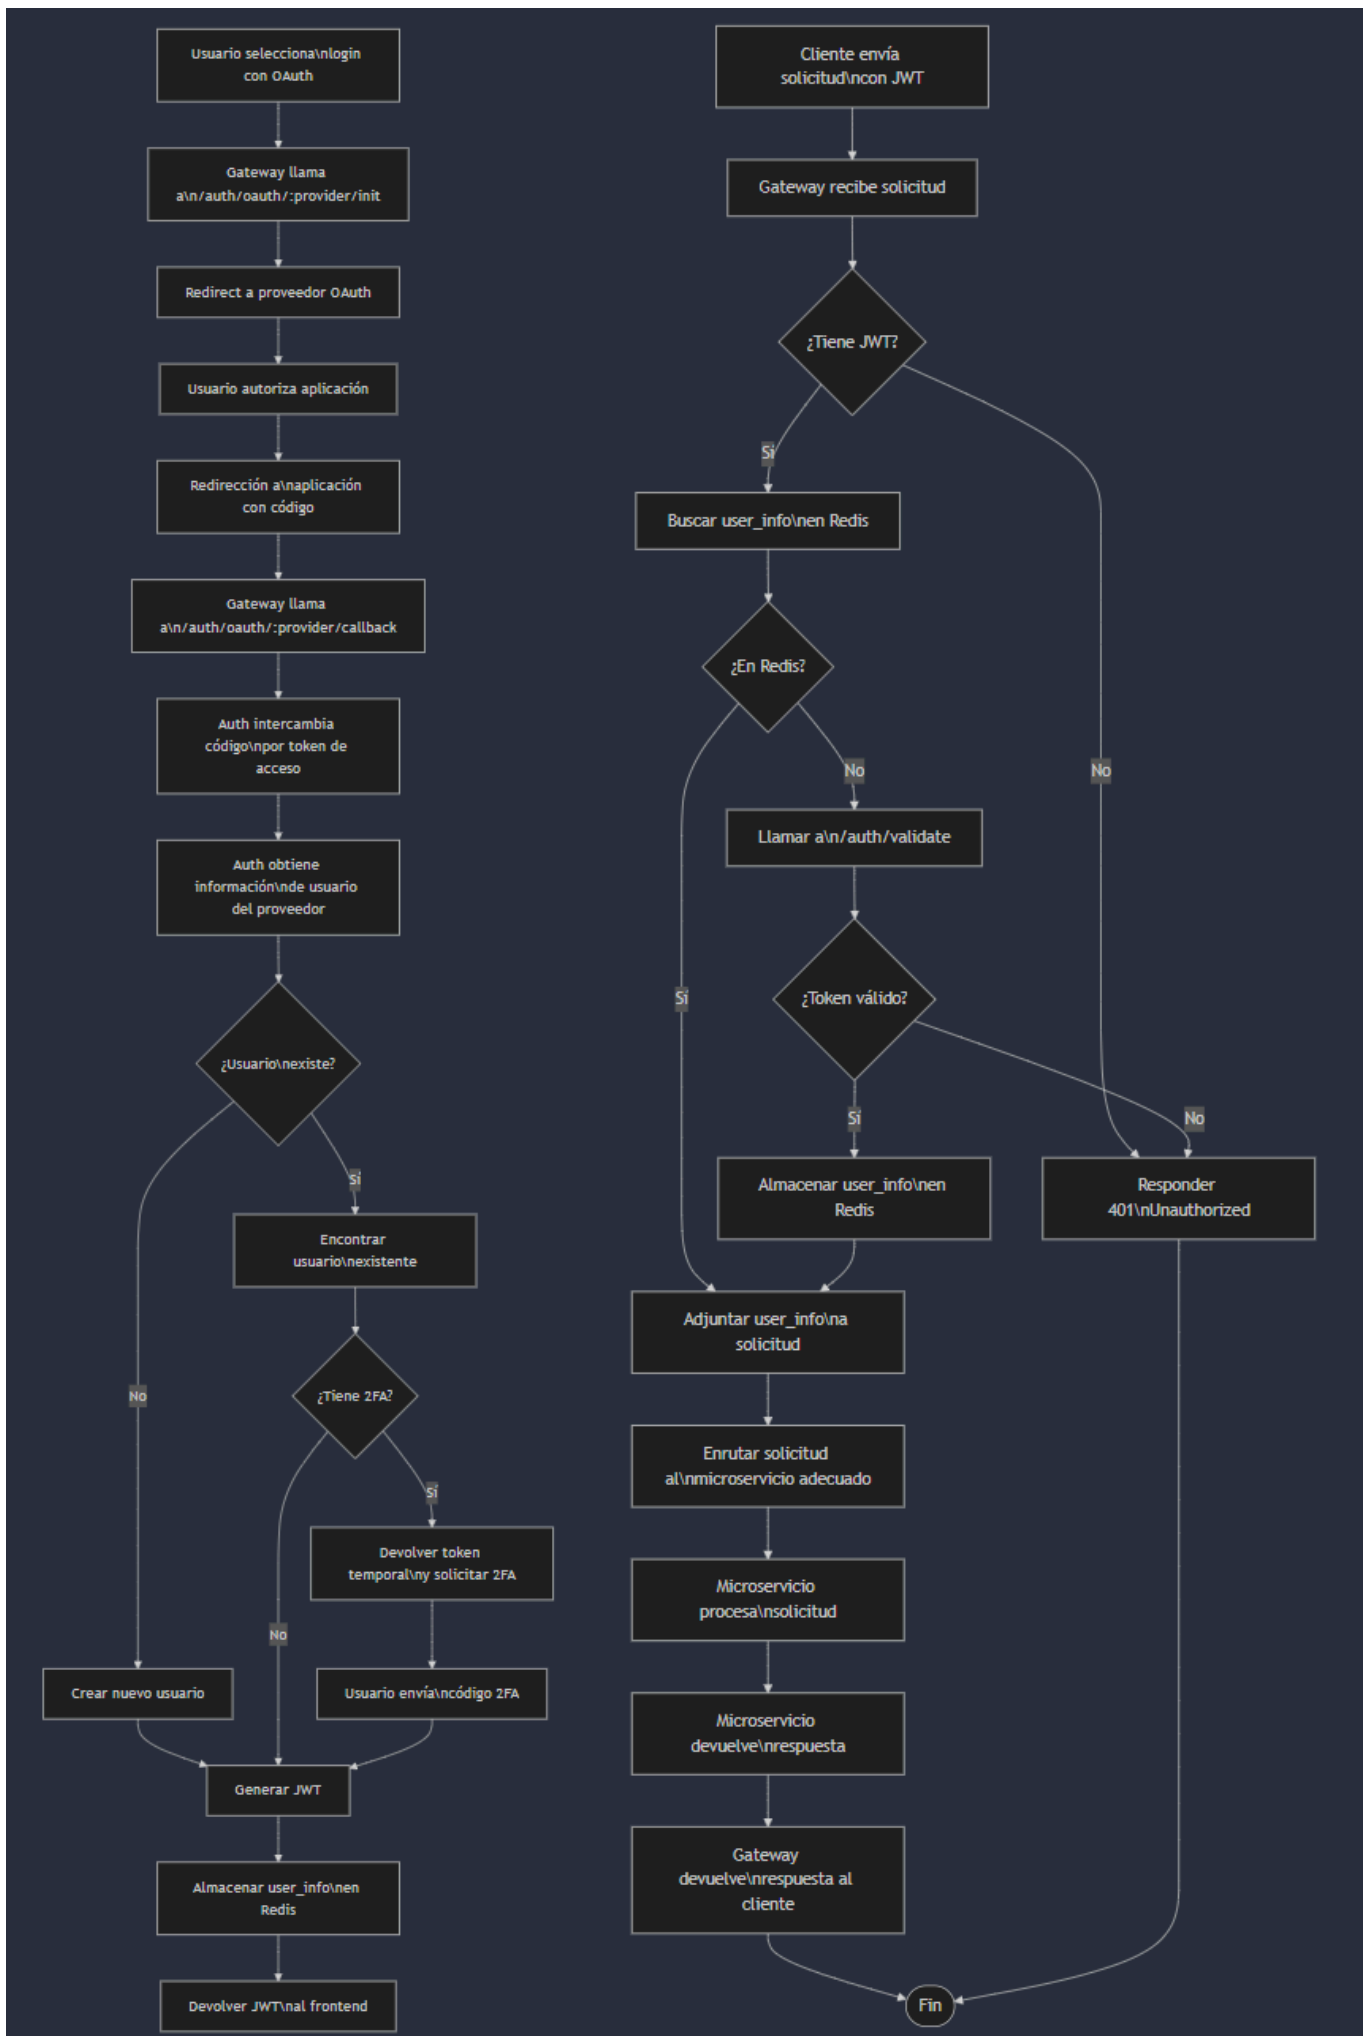 Usuario selecciona\nlogin
con OAuth
Gateway llama
a\n/auth/oauth/:provider/init
Redirect a proveedor OAuth
Usuario autoriza aplicación
Redirección a\naplicación
con código
Gateway llama
a\n/auth/oauth/:provider/callback
Auth intercambia
código\npor token de
acceso
Auth obtiene
información\nde usuario
del proveedor
¿Usuario\nexiste?
Sí
Encontrar
usuario\nexistente
No
¿Tiene 2FA?
Sí
Devolver token
temporal\ny solicitar 2FA
No
Crear nuevo usuario
Usuario envía\ncódigo 2FA
Generar JWT
Almacenar user_info\nen
Redis
Devolver JWT\nal frontend
Cliente envía
solicitud\ncon JWT
Gateway recibe solicitud
¿Tiene JWT?
Sí
Buscar user_info\nen Redis
¿En Redis?
No
No
Llamar a\n/auth/validate
Sí
¿Token válido?
Sí
No
Almacenar user_info\nen
Redis
Responder
401\nUnauthorized
Adjuntar user_info\na
solicitud
Enrutar solicitud
al\nmicroservicio adecuado
Microservicio
procesa\nsolicitud
Microservicio
devuelve\nrespuesta
Gateway
devuelve\nrespuesta al
cliente
Fin